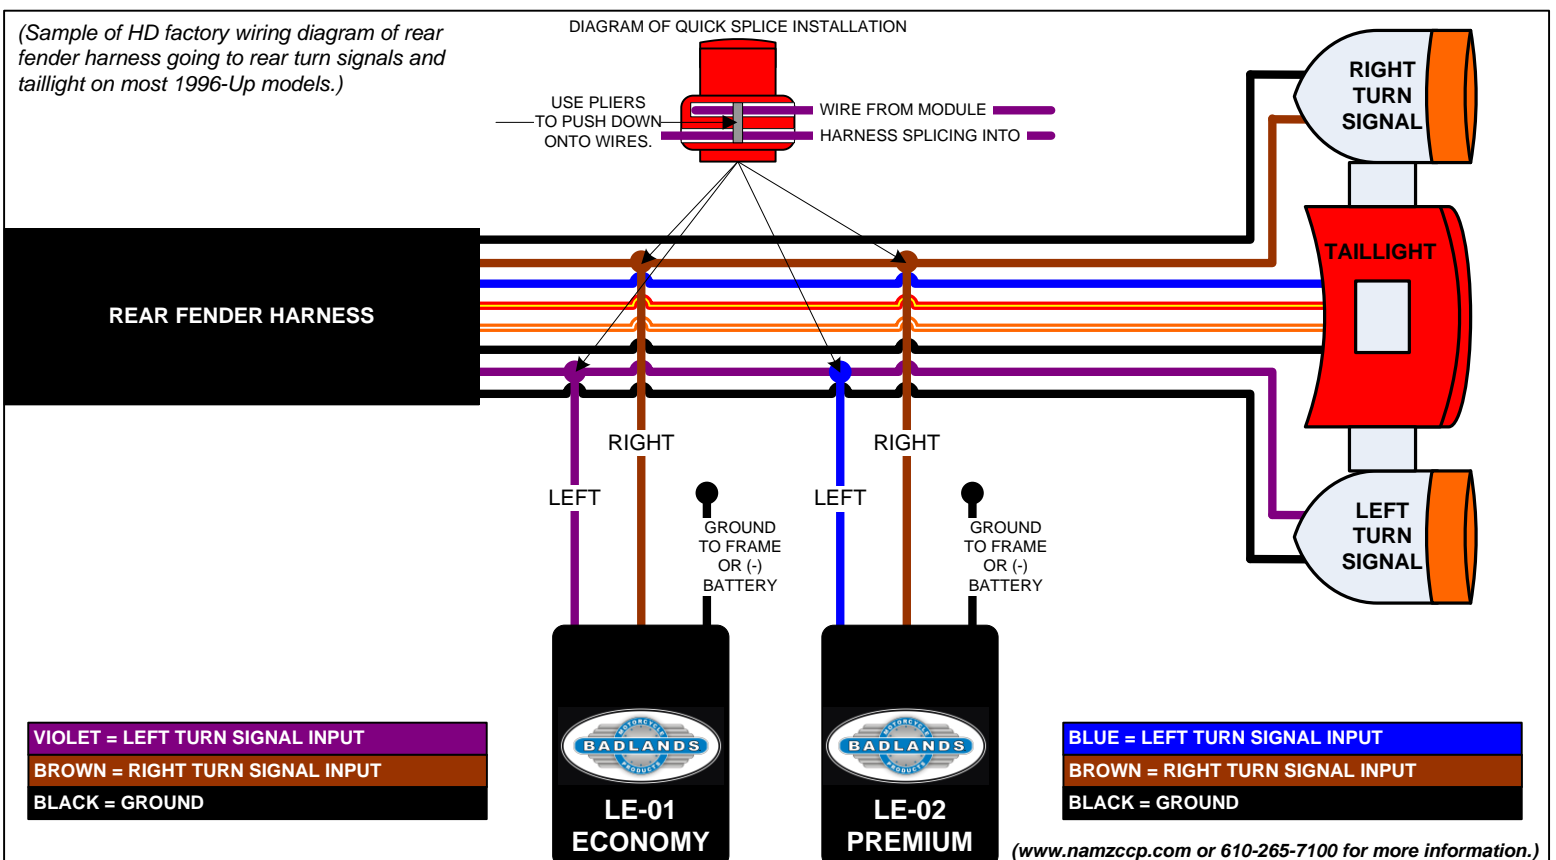 (Sample of HD factory wiring diagram of rear
fender harness going to rear turn signals and
taillight on most 1996-Up models.)
DIAGRAM OF QUICK SPLICE INSTALLATION
USE PLIERS
TO PUSH DOWN
ONTO WIRES.
WIRE FROM MODULE
HARNESS SPLICING INTO
RIGHT
TURN
SIGNAL
TAILLIGHT
REAR FENDER HARNESS
LEFT
TURN
SIGNAL
RIGHT
LEFT
GROUND
TO FRAME
OR (-)
BATTERY
RIGHT
LEFT
GROUND
TO FRAME
OR (-)
BATTERY
VIOLET = LEFT TURN SIGNAL INPUT
BROWN = RIGHT TURN SIGNAL INPUT
BLACK = GROUND
MOTORCYCLE
BADLANDS
PRODUCTS
LE-01
ECONOMY
MOTORCYCLE
BADLANDS
PRODUCTS
LE-02
PREMIUM
BLUE = LEFT TURN SIGNAL INPUT
BROWN = RIGHT TURN SIGNAL INPUT
BLACK = GROUND
(www.namzccp.com or 610-265-7100 for more information.)